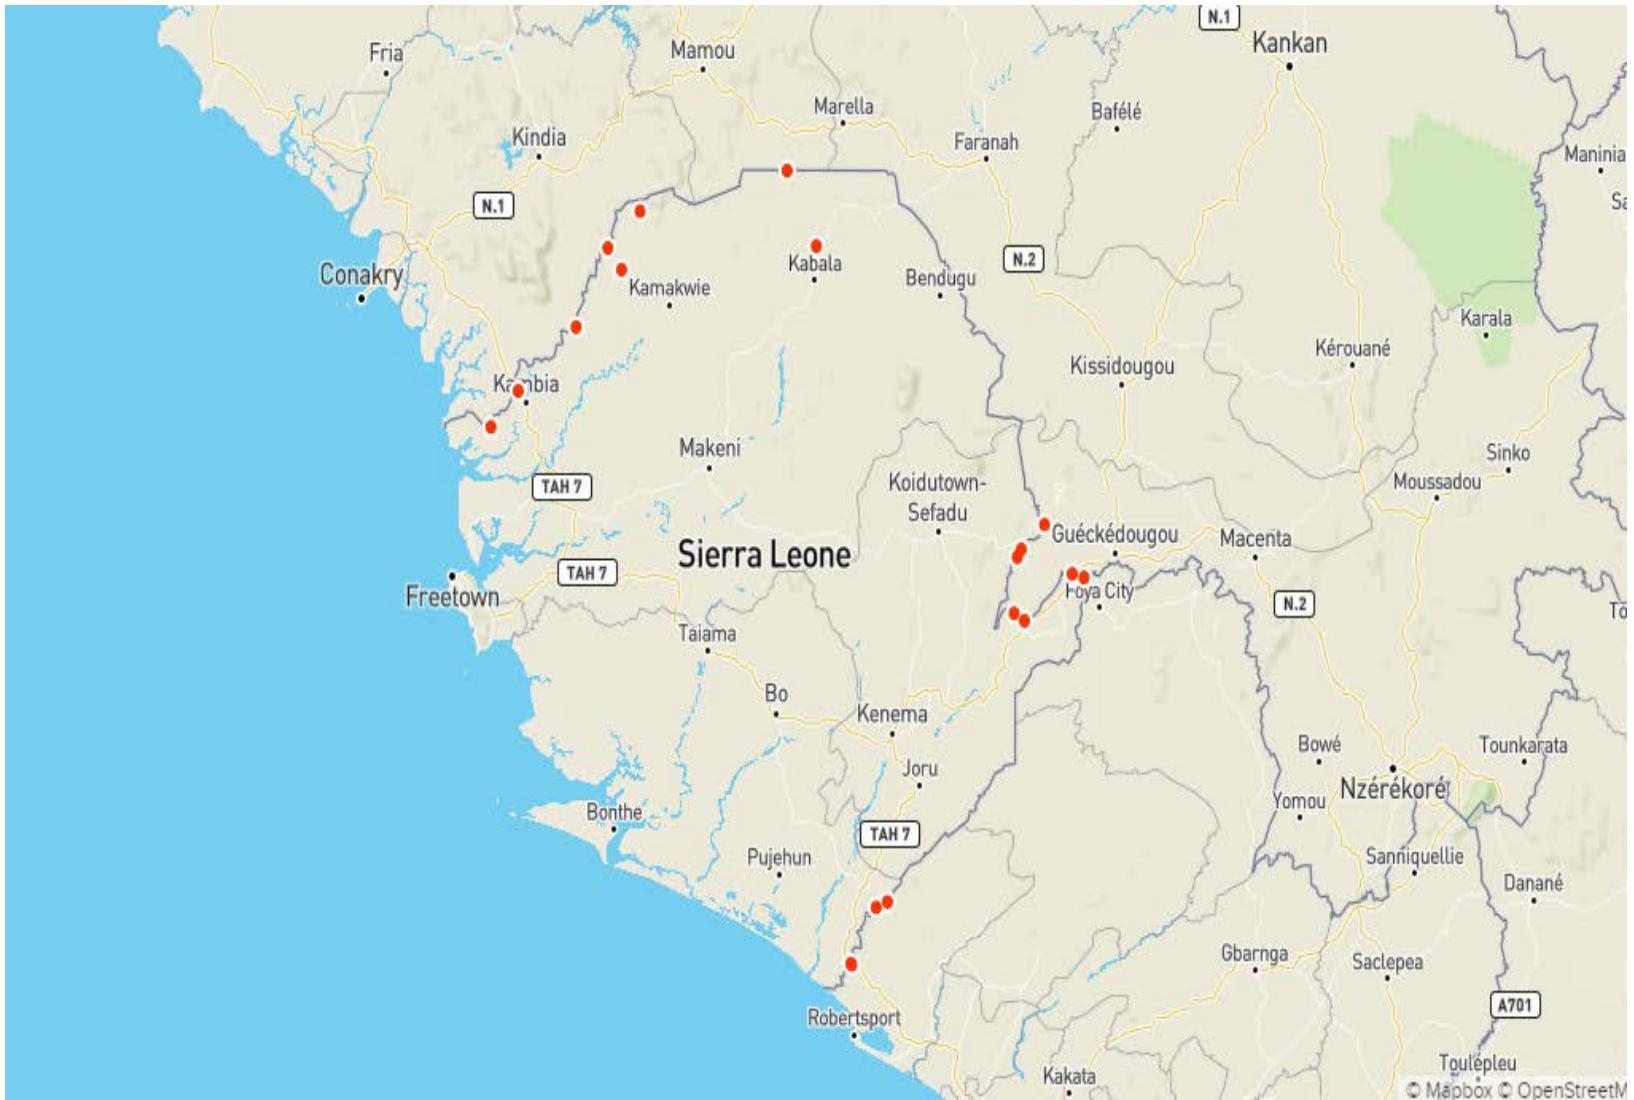 N.1
Kankan
Fria
Mamou
Marella
Bafélé
Kindia
Faranah
Maninia
N.1
Conakry
Kabala
N.2
Bendugu
Kamakwie
Karala
Kissidougou
Kérouané
Kambia
Makeni
Sinko
Moussadou
TAH 7
Koidutown-
Sefadu
Guéckédougou
Macenta
Sierra Leone
TAH 7
Freetown
Foya City
N.2
Taiama
Bo
Kenema
Joru
Bowé
Tounkarata
Nzérékoré
Yomou
Bonthe
TAH 7
Pujehun
Sanniquellie
Danané
Gbarnga
Saclepea
Robertsport
A701
Toulépleu
Kakata
© Mapbox © OpenStreetM